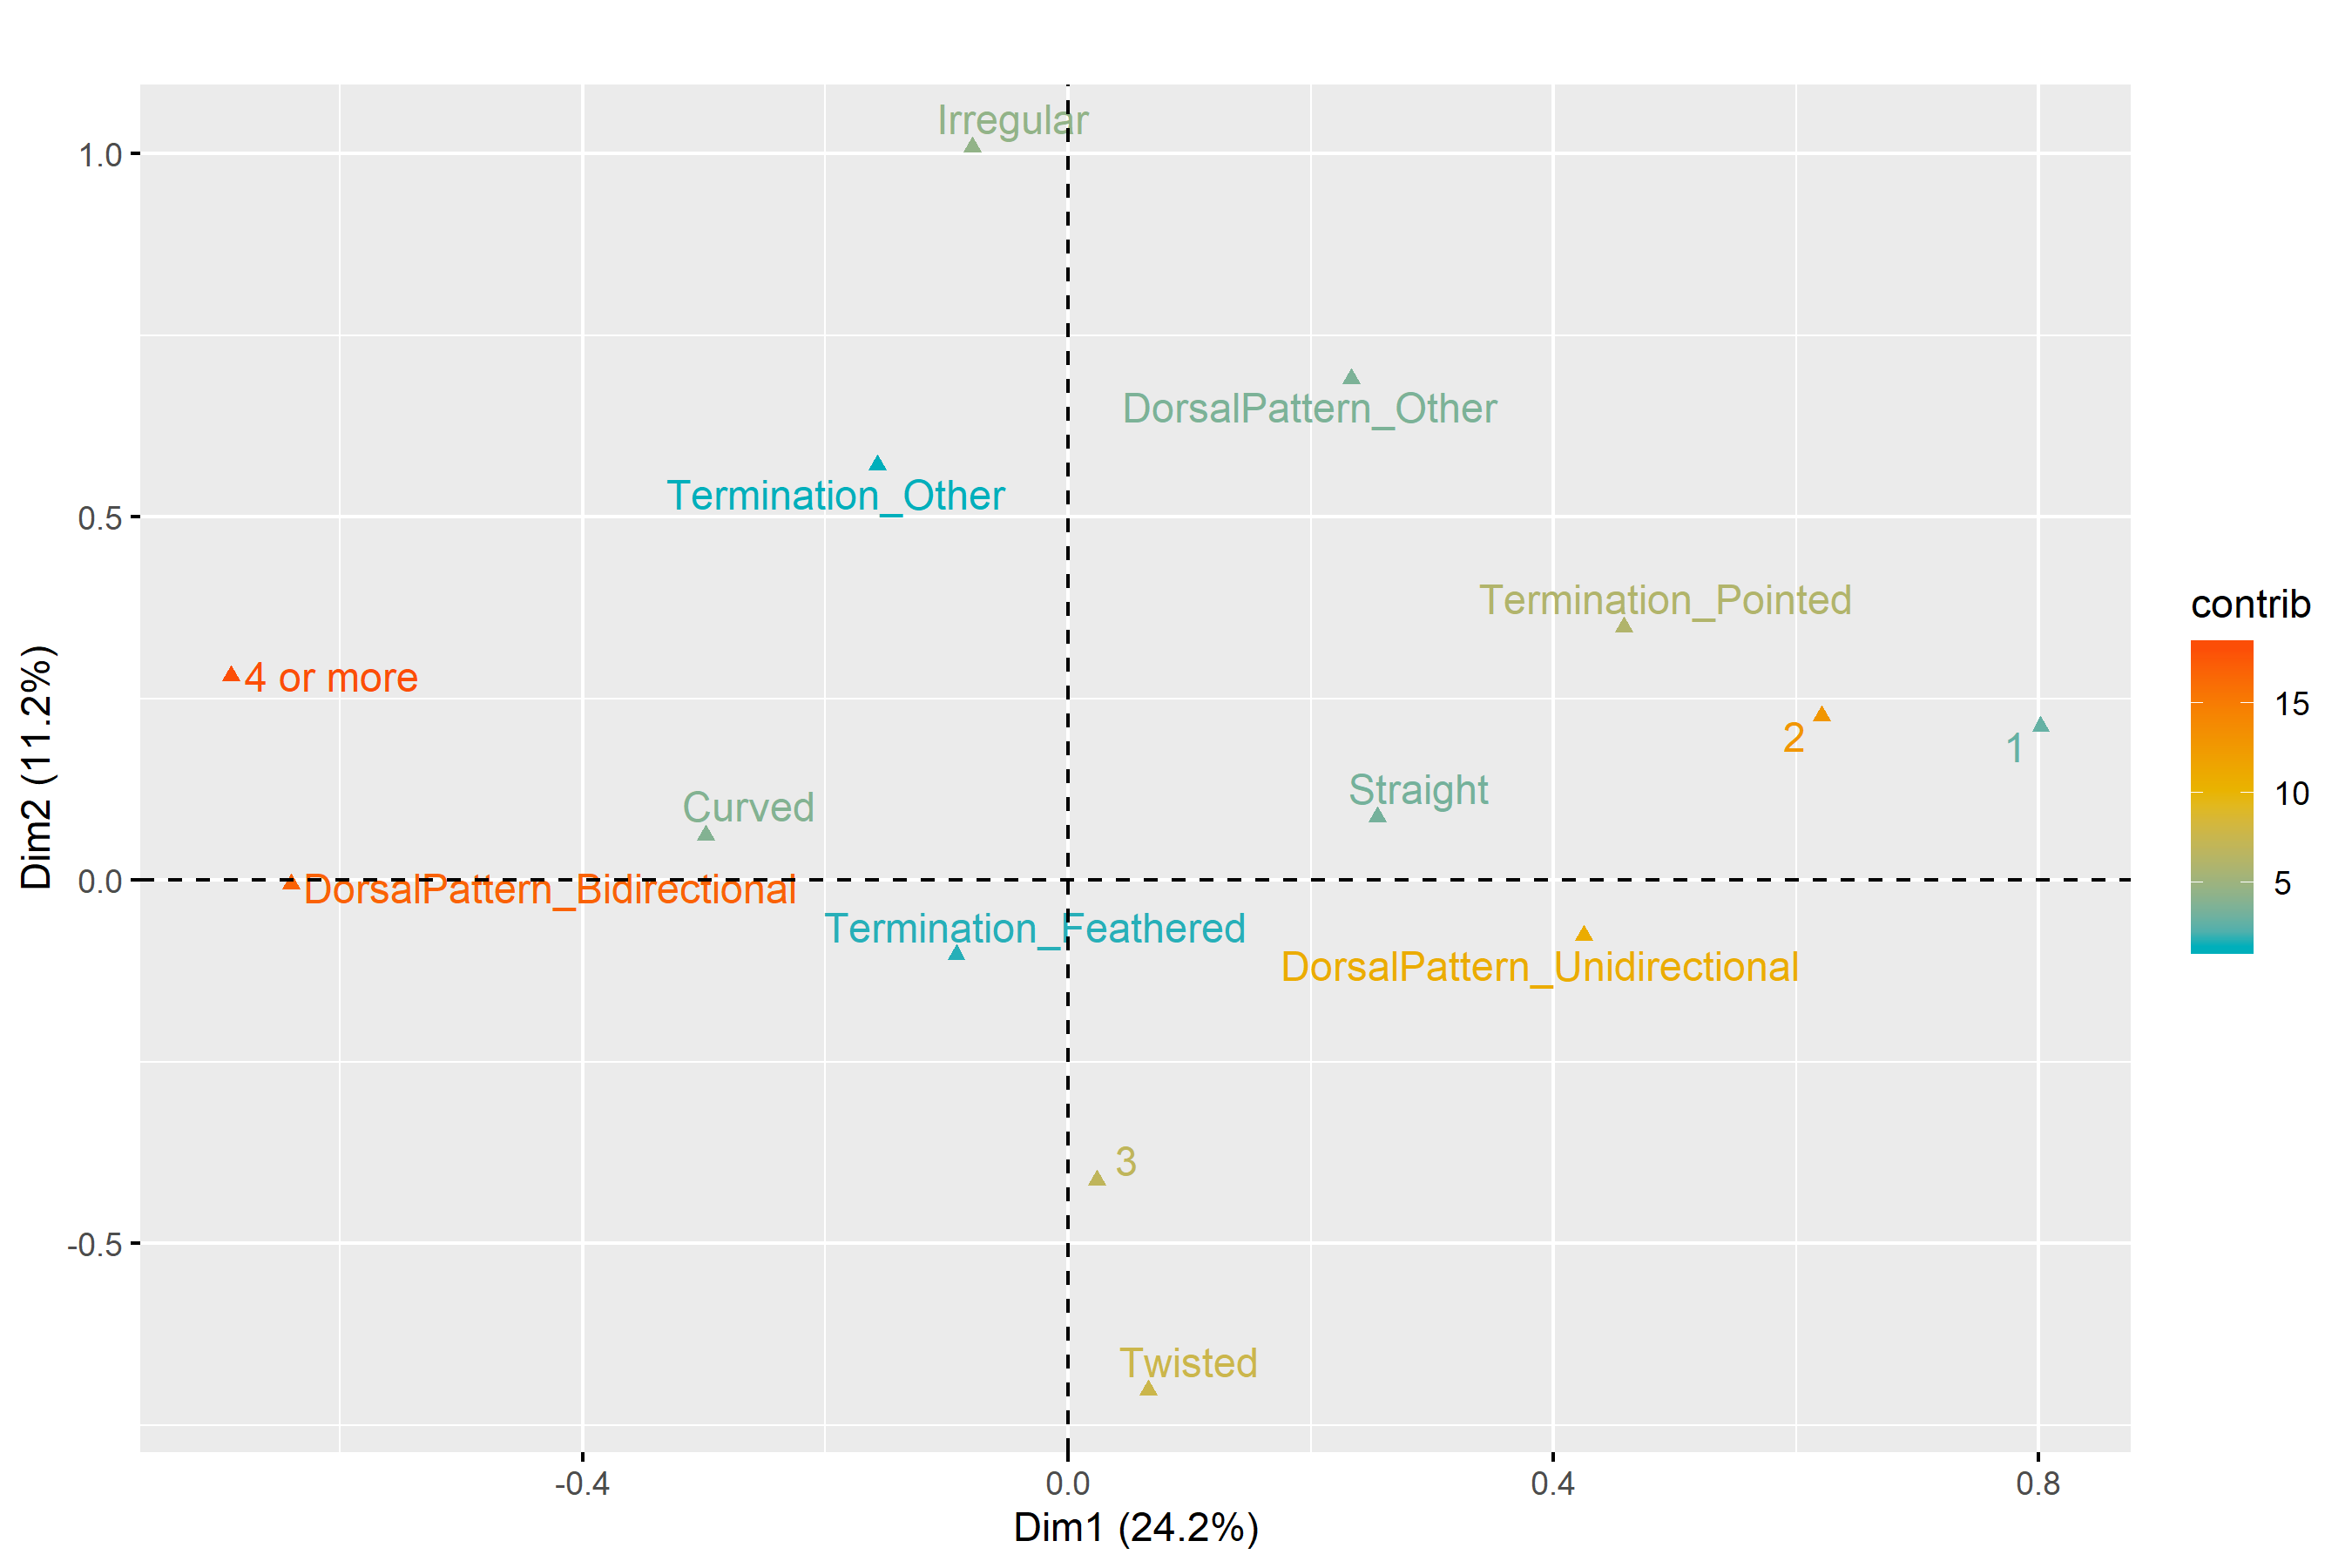 Irregular
1.0
DorsalPattern_Other
Termination_Other
0.5
Termination_Pointed
contrib
4 or more
15
2
1
Straight
10
Curved
0.0
DorsalPattern_Bidirectional
5
Termination_Feathered
DorsalPattern_Unidirectional
3
-0.5
Twisted
-0.4
0.0
0.4
0.8
Dim1 (24.2%)
Dim2 (11.2%)